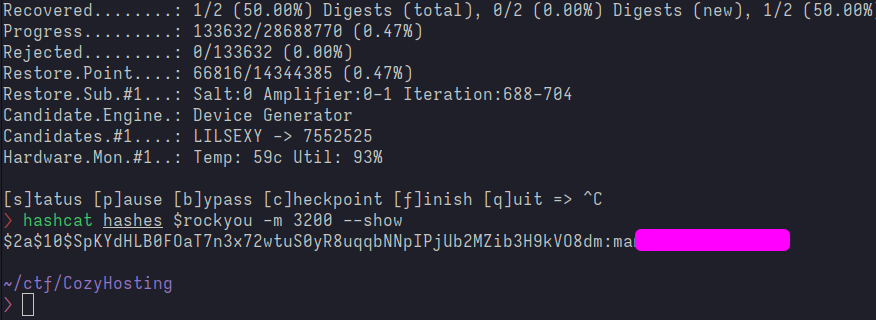 Recovered........: 1/2 (50.00%) Digests (total), 0/2 (0.00%) Digests (new), 1/2 (50.00%
Progress.........: 133632/28688770 (0.47%)
Rejected.........: 0/133632 (0.00%)
Restore.Point....: 66816/14344385 (0.47%)
Restore.Sub.#1...: Salt:0 Amplifier:0-1 Iteration:688-704
Candidate.Engine.: Device Generator
Candidates.#1....: LILSEXY -> 7552525
Hardware.Mon.#1..: Temp: 59c Util: 93%
[s]tatus [p]ause [b]ypass [c]heckpoint [f]inish [q]uit => ^C
> hashcat hashes $rockyou -m 3200 --show
$2a$10$SpKYdHLB0FOaT7n3x72wtuS0yR8uqqbNNpIPjUb2MZib3H9kVO8dm:ma
~/ctf/CozyHosting
>